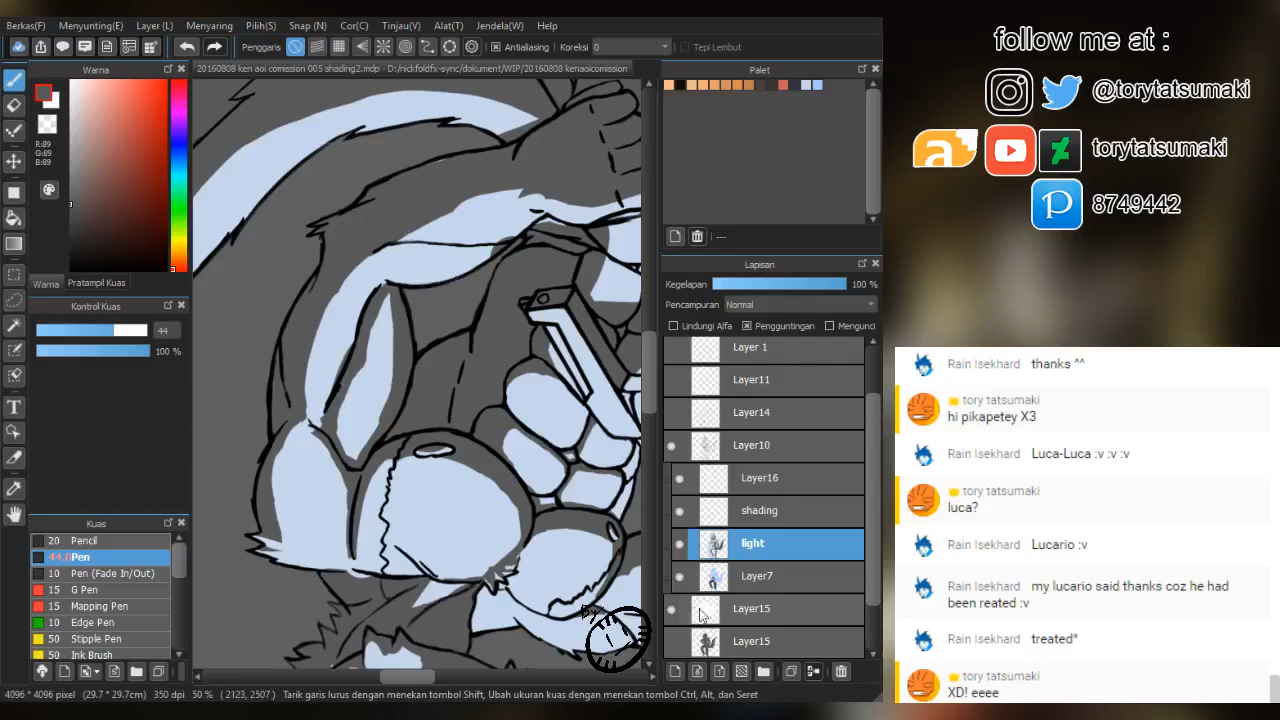 Berkas(F) Menyunting(E) Layer (L) Menyaring Pilih(S) Snap (N) Cor(C) Tinjau(V) Alat(T) Jendela(W) Help
Penggaris Antialiasing Koreksi 0 Tepi Lembut
Warna
20160808 ken aoi comission 005 shading2.mdp - D:/nickfoldfx-sync/dokument/WIP/20160808 kenaoicomission
Palet
R:89
G:89
B:89
---
Warna Pratampil Kuas
Kontrol Kuas
44
100 %
Lapisan
Kegelapan 100 %
Pencampuran Normal
Lindungi Alfa Pengguntingan Mengunci
Layer 1
Layer11
Layer14
Layer10
Layer16
shading
light
Layer7
Layer15
Layer15
Kuas
20 Pencil
44.0 Pen
10 Pen (Fade In/Out)
15 G Pen
15 Mapping Pen
10 Edge Pen
50 Stipple Pen
50 Ink Brush
By
4096 * 4096 pixel (29.7 * 29.7cm) 350 dpi 50 % ( 2123, 2507 ) Tarik garis lurus dengan menekan tombol Shift, Ubah ukuran kuas dengan menekan tombol Ctrl, Alt, dan Seret
follow me at :
@torytatsumaki
a torytatsumaki
P 8749442
Rain Isekhard thanks ^^
tory tatsumaki
hi pikapetey X3
Rain Isekhard Luca-Luca :v :v :v
tory tatsumaki
luca?
Rain Isekhard Lucario :v
Rain Isekhard my lucario said thanks coz he had
been reated :v
Rain Isekhard treated*
tory tatsumaki
XD! eeee